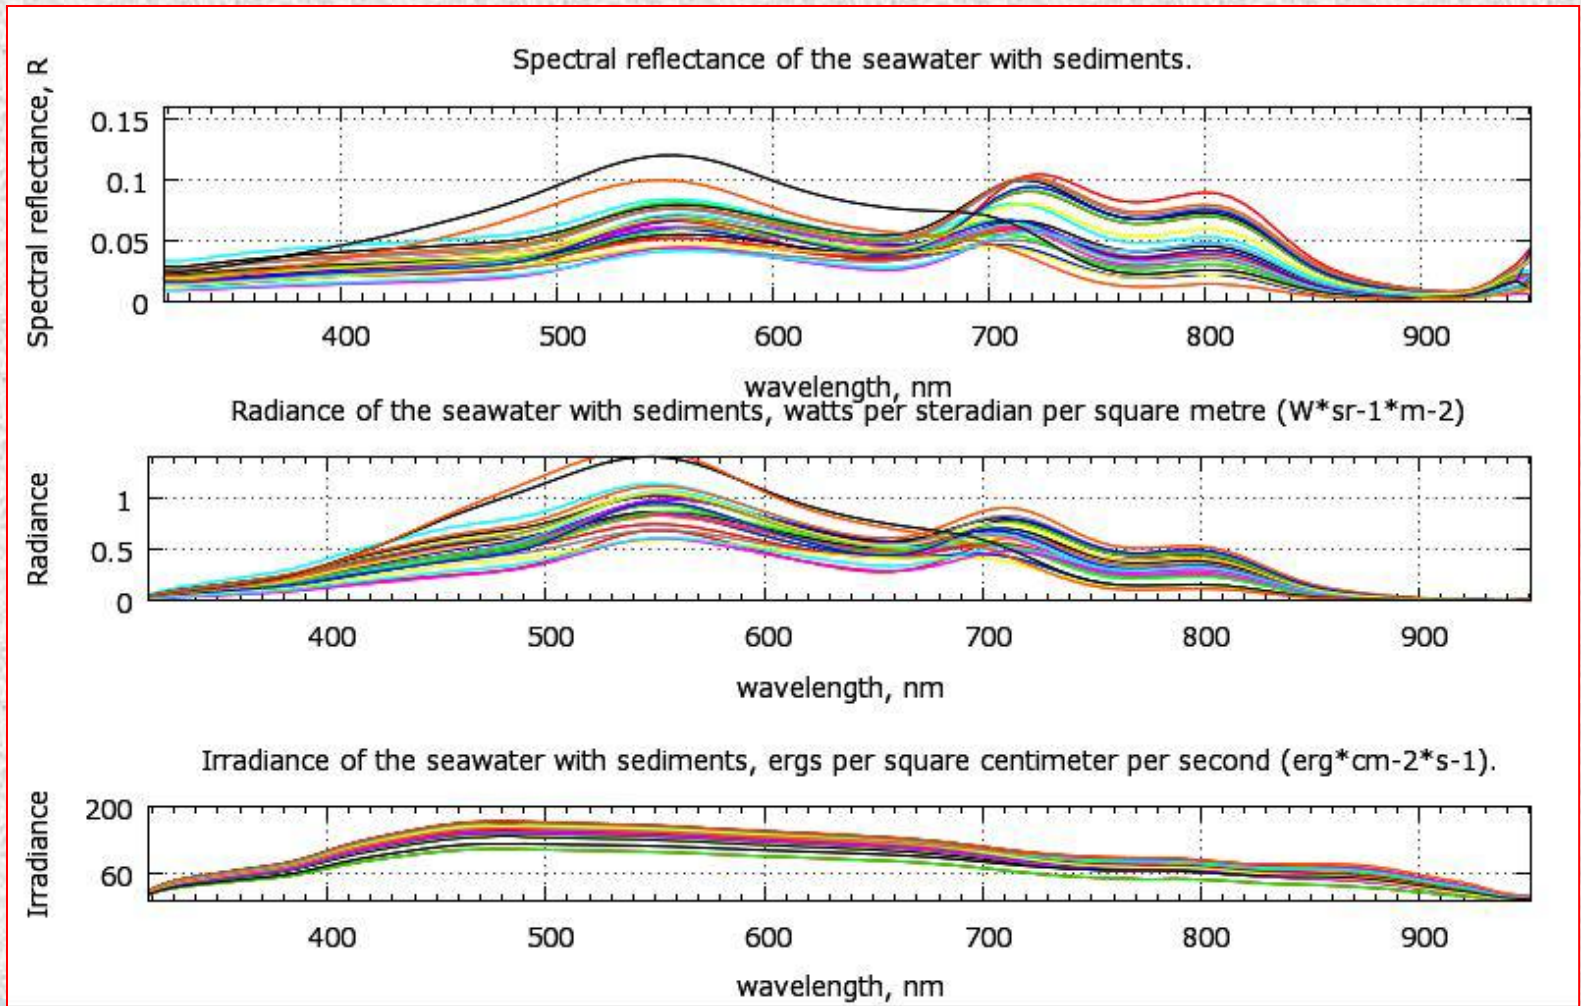 Spectral reflectance of the seawater with sediments.
Spectral reflectance, R
0.15
0.1
0.05
0
400 500 600 700 800 900
wavelength, nm
Radiance of the seawater with sediments, watts per steradian per square metre (W*sr-1*m-2)
Radiance
1
0.5
0
400 500 600 700 800 900
wavelength, nm
Irradiance of the seawater with sediments, ergs per square centimeter per second (erg*cm-2*s-1).
Irradiance
200
60
400 500 600 700 800 900
wavelength, nm